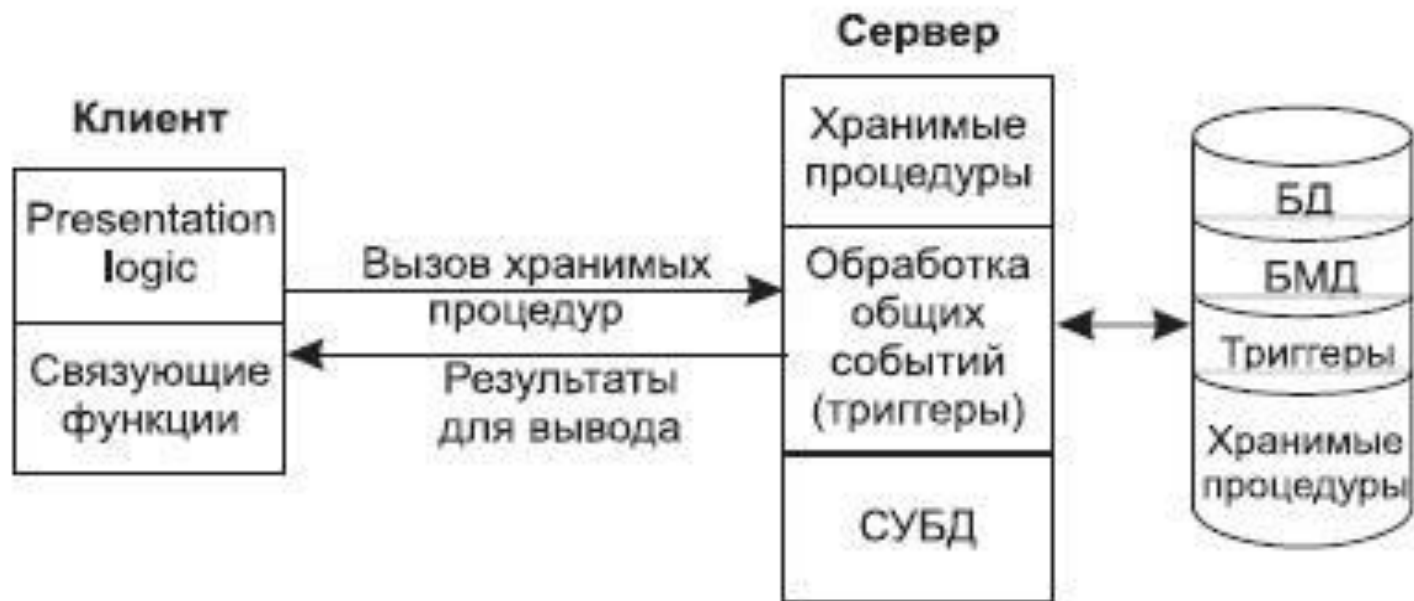 Клиент
Presentation
logic
Связующие
функции
Вызов хранимых
процедур
Результаты
для вывода
Сервер
Хранимые
процедуры
Обработка
общих
событий
(триггеры)
СУБД
БД
БМД
Триггеры
Хранимые
процедуры